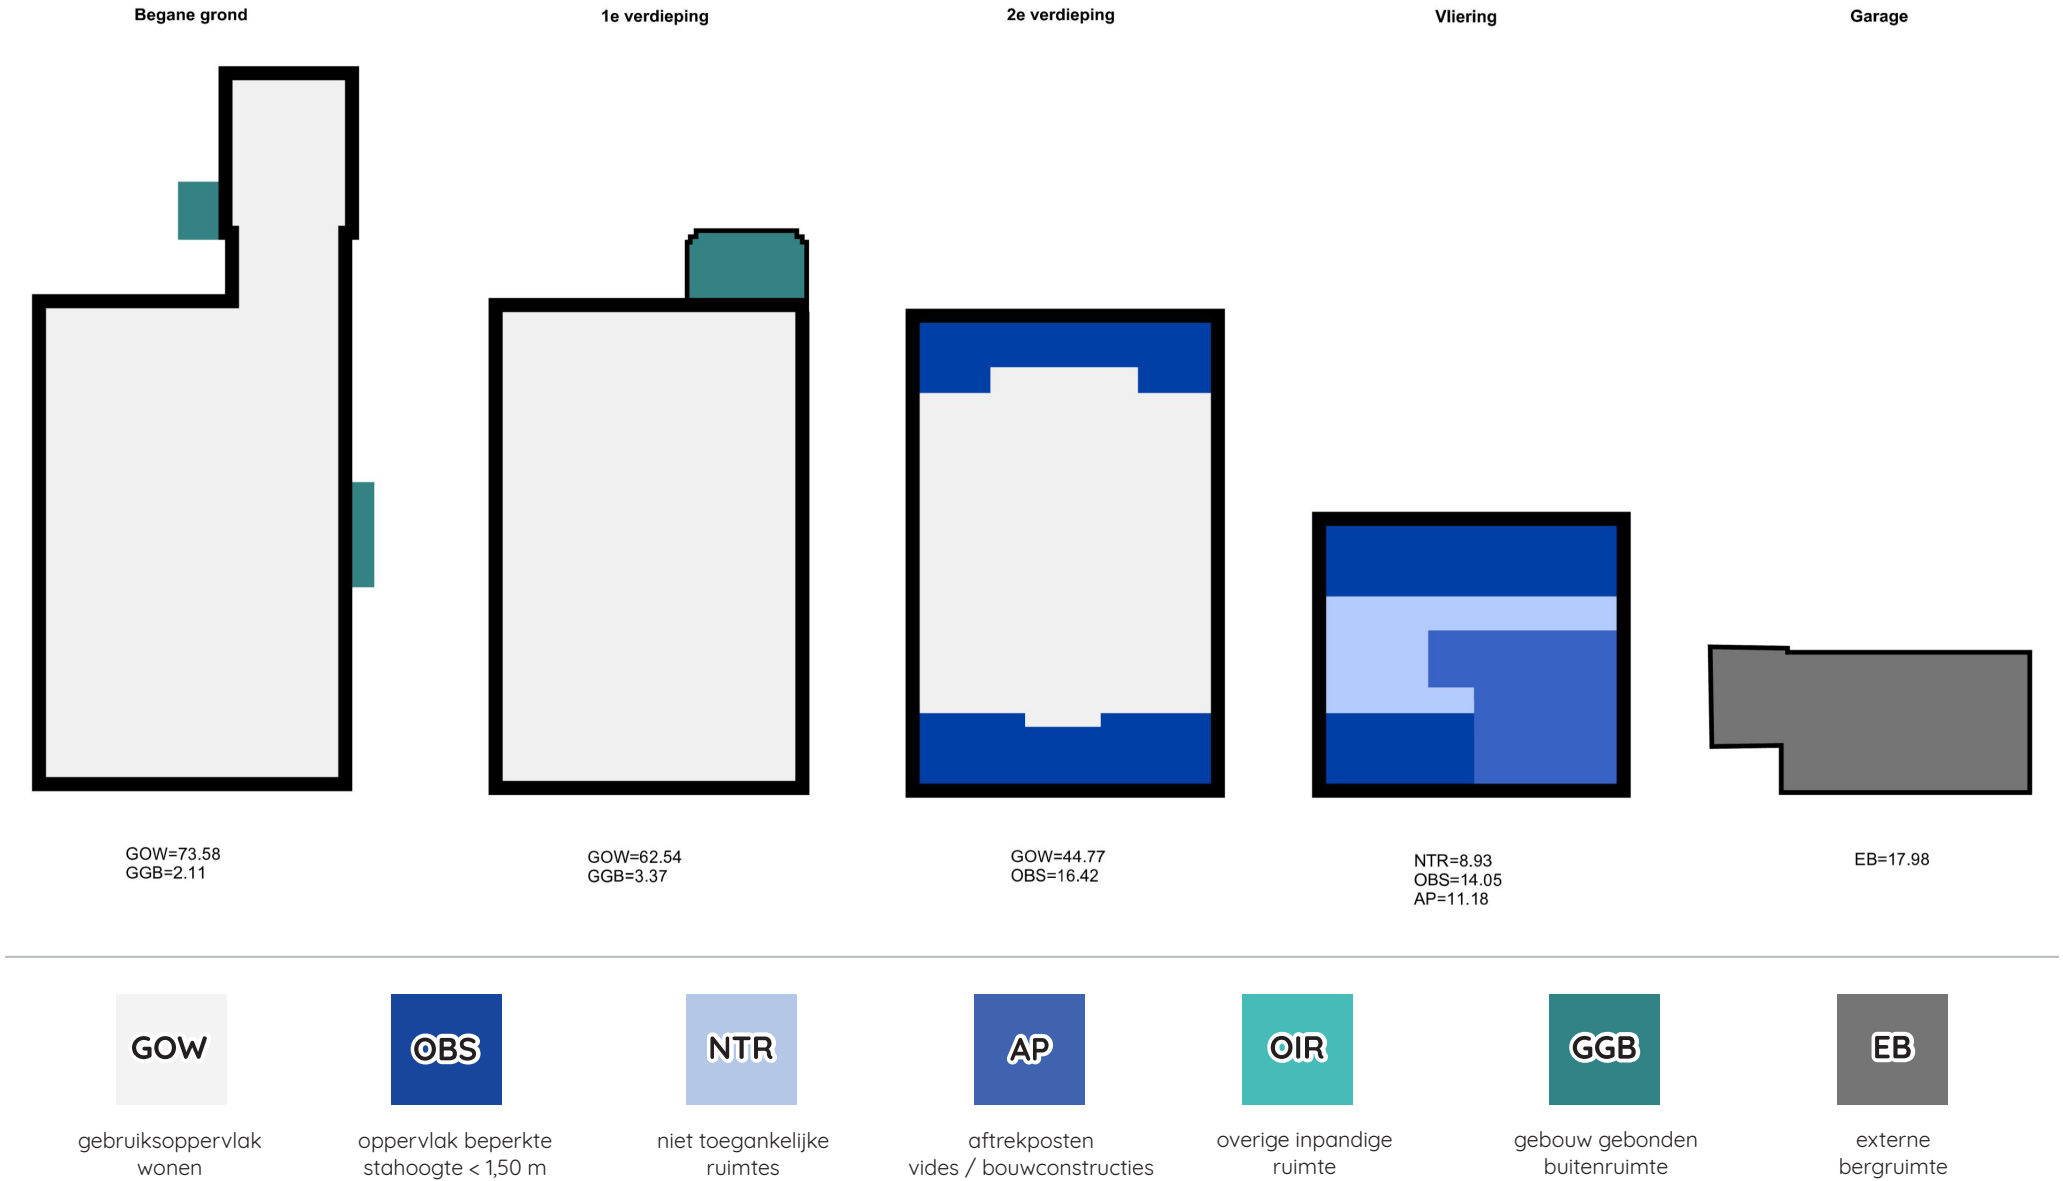 Begane grond
1e verdieping
2e verdieping
Vliering
Garage
GOW=73.58
GGB=2.11
GOW=62.54
GGB=3.37
GOW=44.77
OBS=16.42
NTR=8.93
OBS=14.05
AP=11.18
EB=17.98
GOW
gebruiksoppervlak
wonen
OBS
oppervlak beperkte
stahoogte < 1,50 m
NTR
niet toegankelijke
ruimtes
AP
aftrekposten
vides / bouwconstructies
OIR
overige inpandige
ruimte
GGB
gebouw gebonden
buitenruimte
EB
externe
bergruimte